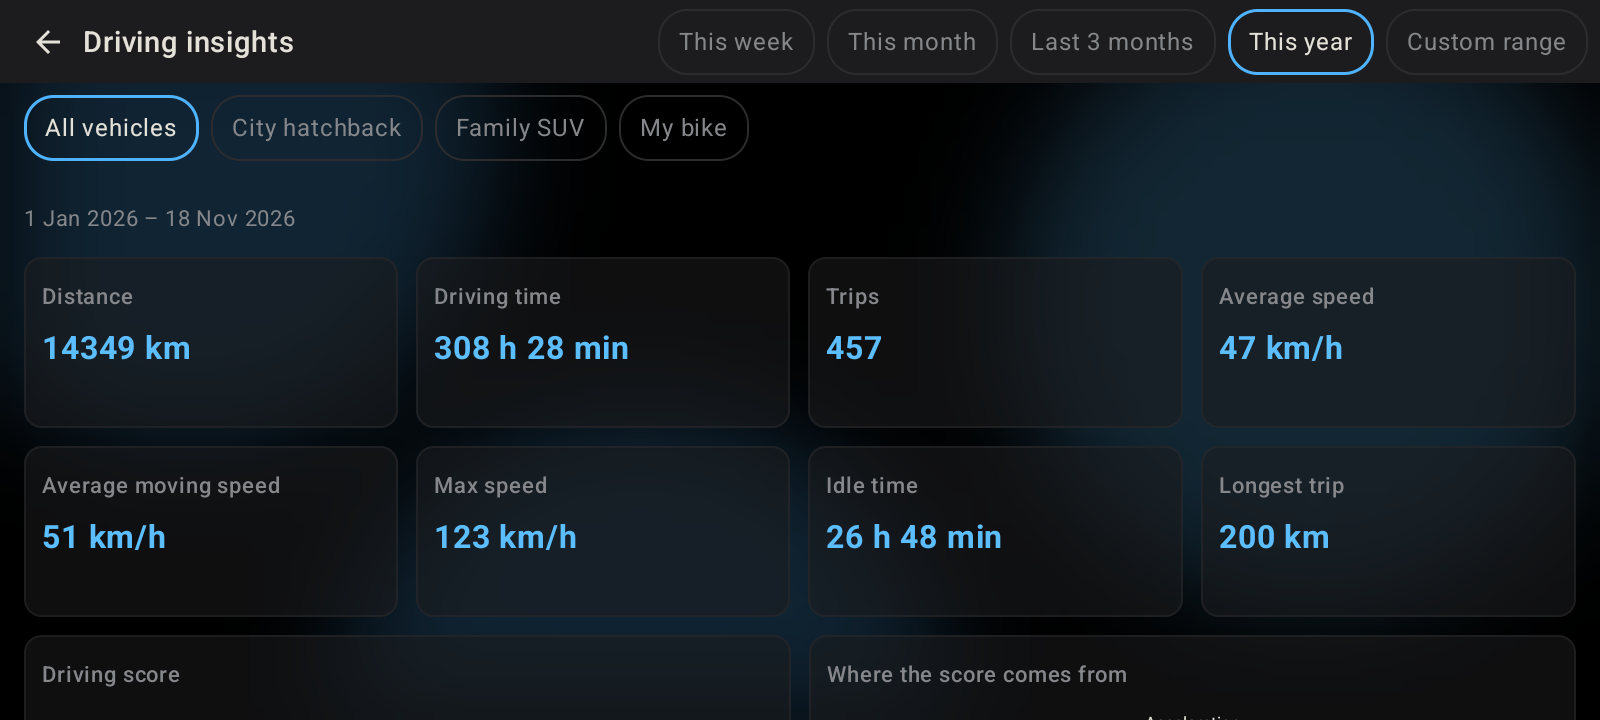 Driving insights
This week
This month
Last 3 months
This year
Custom range
All vehicles
City hatchback
Family SUV
My bike
1 Jan 2026 – 18 Nov 2026
Distance
14349 km
Driving time
308 h 28 min
Trips
457
Average speed
47 km/h
Average moving speed
51 km/h
Max speed
123 km/h
Idle time
26 h 48 min
Longest trip
200 km
Driving score
Where the score comes from